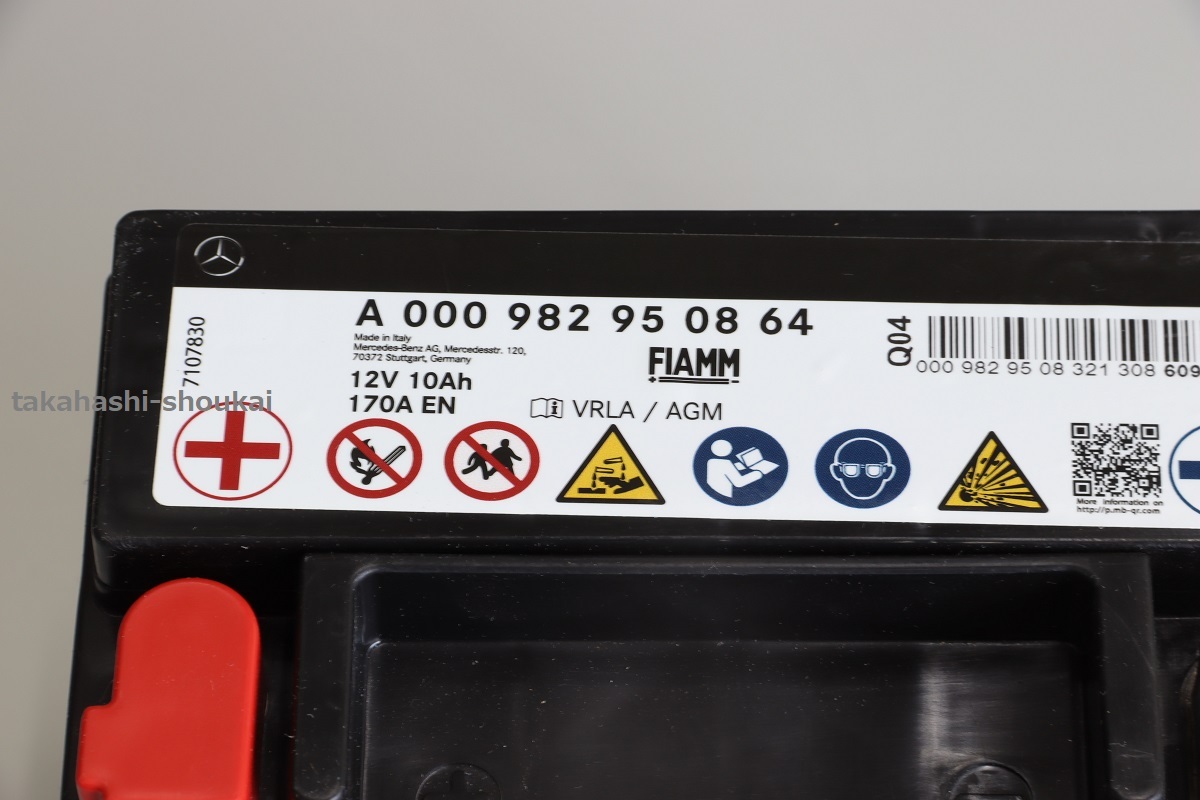 A 000 982 95 08 64
Made in Italy
Mercedes-Benz AG, Mercedesstr. 120,
70372 Stuttgart, Germany
12V 10Ah
170A EN
FIAMM
VRLA / AGM
7107830
Q04
000 982 95 08 321 308 609
More information on
http://p.mb-qr.com
takahashi-shoukai